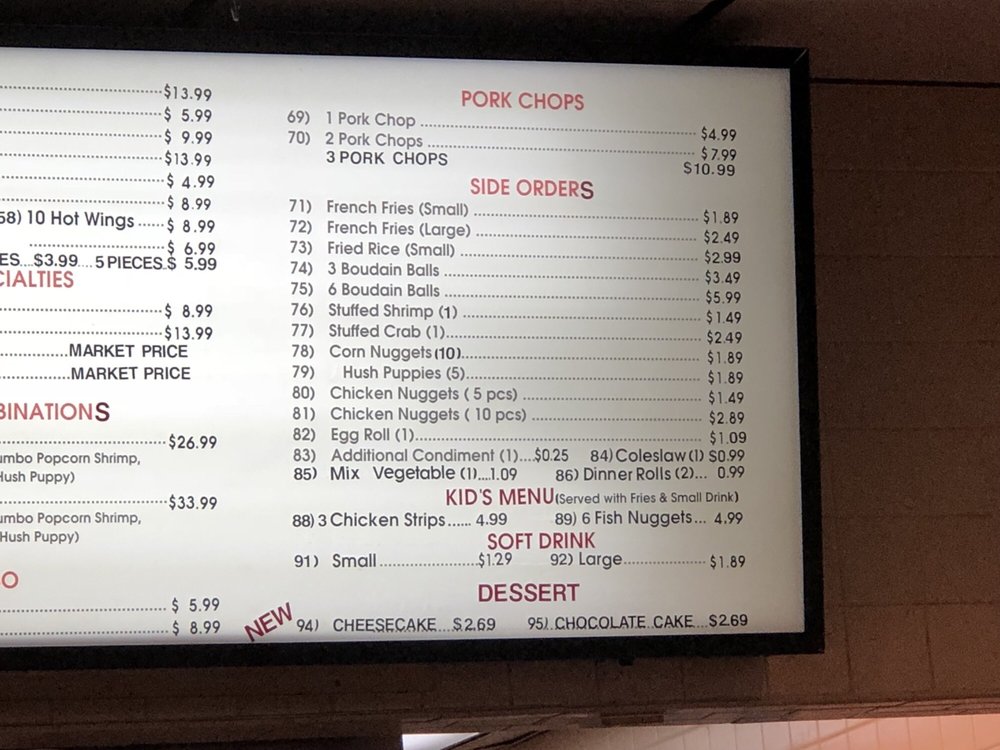 $13.99
$ 5.99
$ 9.99
$13.99
$ 4.99
$ 8.99
58) 10 Hot Wings ...... $ 8.99
$ 6.99
ES...$3.99....5 PIECES.$ 5.99
CIALTIES
$ 8.99
$13.99
MARKET PRICE
MARKET PRICE
BINATIONS
$26.99
umbo Popcorn Shrimp,
Hush Puppy)
$33.99
umbo Popcorn Shrimp,
Hush Puppy)
O
$ 5.99
$ 8.99
PORK CHOPS
69) 1 Pork Chop ........ $4.99
70) 2 Pork Chops ........ $7.99
3 PORK CHOPS $10.99
SIDE ORDERS
71) French Fries (Small) ........ $1.89
72) French Fries (Large) ........ $2.49
73) Fried Rice (Small) ........ $2.99
74) 3 Boudain Balls ........ $3.49
75) 6 Boudain Balls ........ $5.99
76) Stuffed Shrimp (1) ........ $1.49
77) Stuffed Crab (1)........ $2.49
78) Corn Nuggets (10)........ $1.89
79) Hush Puppies (5)........ $1.89
80) Chicken Nuggets ( 5 pcs) ........ $1.49
81) Chicken Nuggets ( 10 pcs) ........ $2.89
82) Egg Roll (1)........ $1.09
83) Additional Condiment (1)....$0.25 84) Coleslaw (1) $0.99
85) Mix Vegetable (1)....1.09 86) Dinner Rolls (2)... 0.99
KID'S MENU (Served with Fries & Small Drink)
88) 3 Chicken Strips...... 4.99 89) 6 Fish Nuggets... 4.99
SOFT DRINK
91) Small ........ $1.29 92) Large........ $1.89
DESSERT
NEW 94) CHEESECAKE...$2.69 95) CHOCOLATE CAKE...$2.69